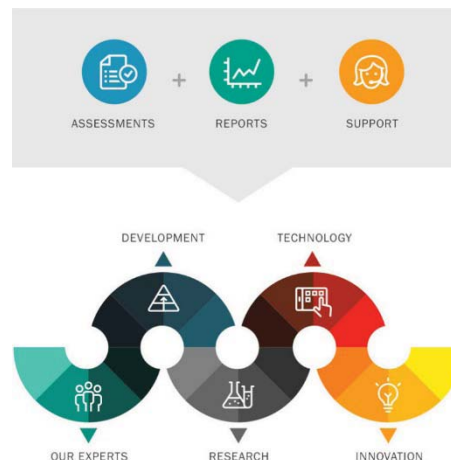 ASSESSMENTS + REPORTS + SUPPORT
DEVELOPMENT TECHNOLOGY
OUR EXPERTS RESEARCH INNOVATION